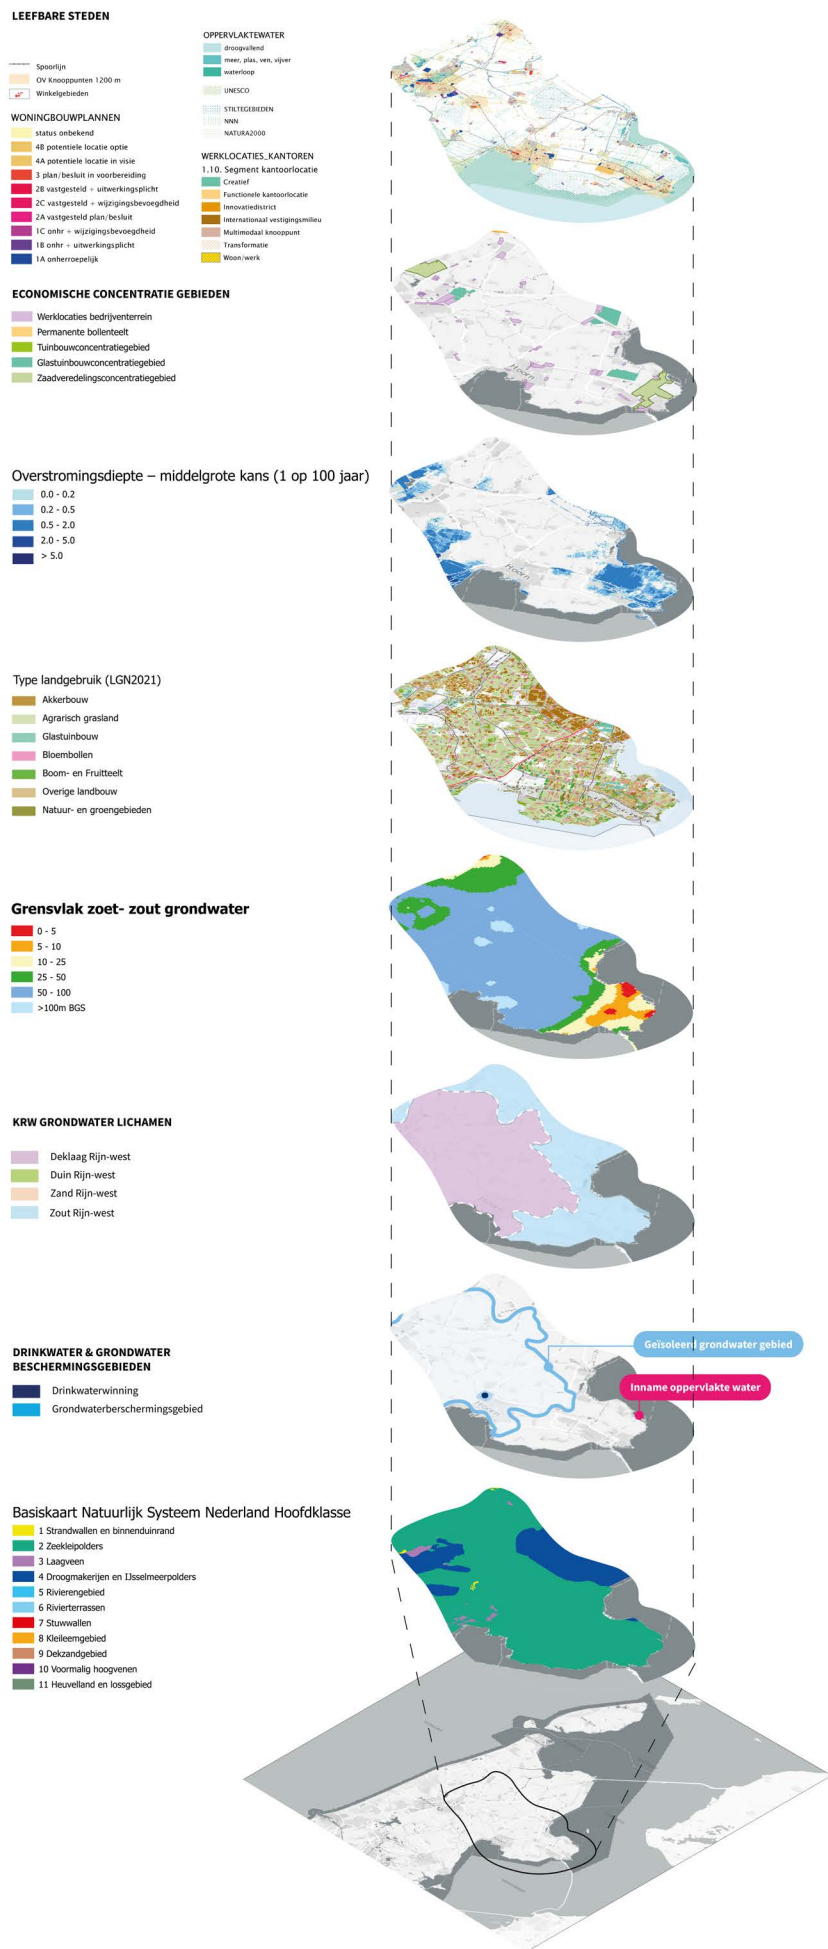 LEEFBARE STEDEN
Spoorlijn
OV Knooppunten 1200 m
Winkelgebieden
WONINGBOUWPLANNEN
status onbekend
4B potentiele locatie optie
4A potentiele locatie in visie
3 plan/besluit in voorbereiding
2B vastgesteld + uitwerkingsplicht
2C vastgesteld + wijzigingsbevoegdheid
2A vastgesteld plan/besluit
1C onhr + wijzigingsbevoegdheid
1B onhr + uitwerkingsplicht
1A onherroepelijk
OPPERVLAKTEWATER
droogvallend
meer, plas, ven, vijver
waterloop
UNESCO
STILTEGEBIEDEN
NNN
NATURA2000
WERKLOCATIES_KANTOREN
1.10. Segment kantoorlocatie
Creatief
Functionele kantoorlocatie
Innovatiedistrict
Internationaal vestigingsmilieu
Multimodaal knooppunt
Transformatie
Woon/werk
ECONOMISCHE CONCENTRATIE GEBIEDEN
Werklocaties bedrijventerrein
Permanente bollenteelt
Tuinbouwconcentratiegebied
Glastuinbouwconcentratiegebied
Zaadveredelingsconcentratiegebied
Hoorn
Overstromingsdiepte – middelgrote kans (1 op 100 jaar)
0.0 - 0.2
0.2 - 0.5
0.5 - 2.0
2.0 - 5.0
> 5.0
Hoorn
Type landgebruik (LGN2021)
Akkerbouw
Agrarisch grasland
Glastuinbouw
Bloembollen
Boom- en Fruitteelt
Overige landbouw
Natuur- en groengebieden
Grensvlak zoet- zout grondwater
0 - 5
5 - 10
10 - 25
25 - 50
50 - 100
>100m BGS
KRW GRONDWATER LICHAMEN
Deklaag Rijn-west
Duin Rijn-west
Zand Rijn-west
Zout Rijn-west
DRINKWATER & GRONDWATER
BESCHERMINGSGEBIEDEN
Drinkwaterwinning
Grondwaterbeschermingsgebied
Geïsoleerd grondwater gebied
Inname oppervlakte water
Basiskaart Natuurlijk Systeem Nederland Hoofdklasse
1 Strandwallen en binnenduinrand
2 Zeekleipolders
3 Laagveen
4 Droogmakerijen en IJsselmeerpolders
5 Rivierengebied
6 Rivierterrassen
7 Stuwwallen
8 Kleileemgebied
9 Dekzandgebied
10 Voormalig hoogvenen
11 Heuvelland en lossgebied